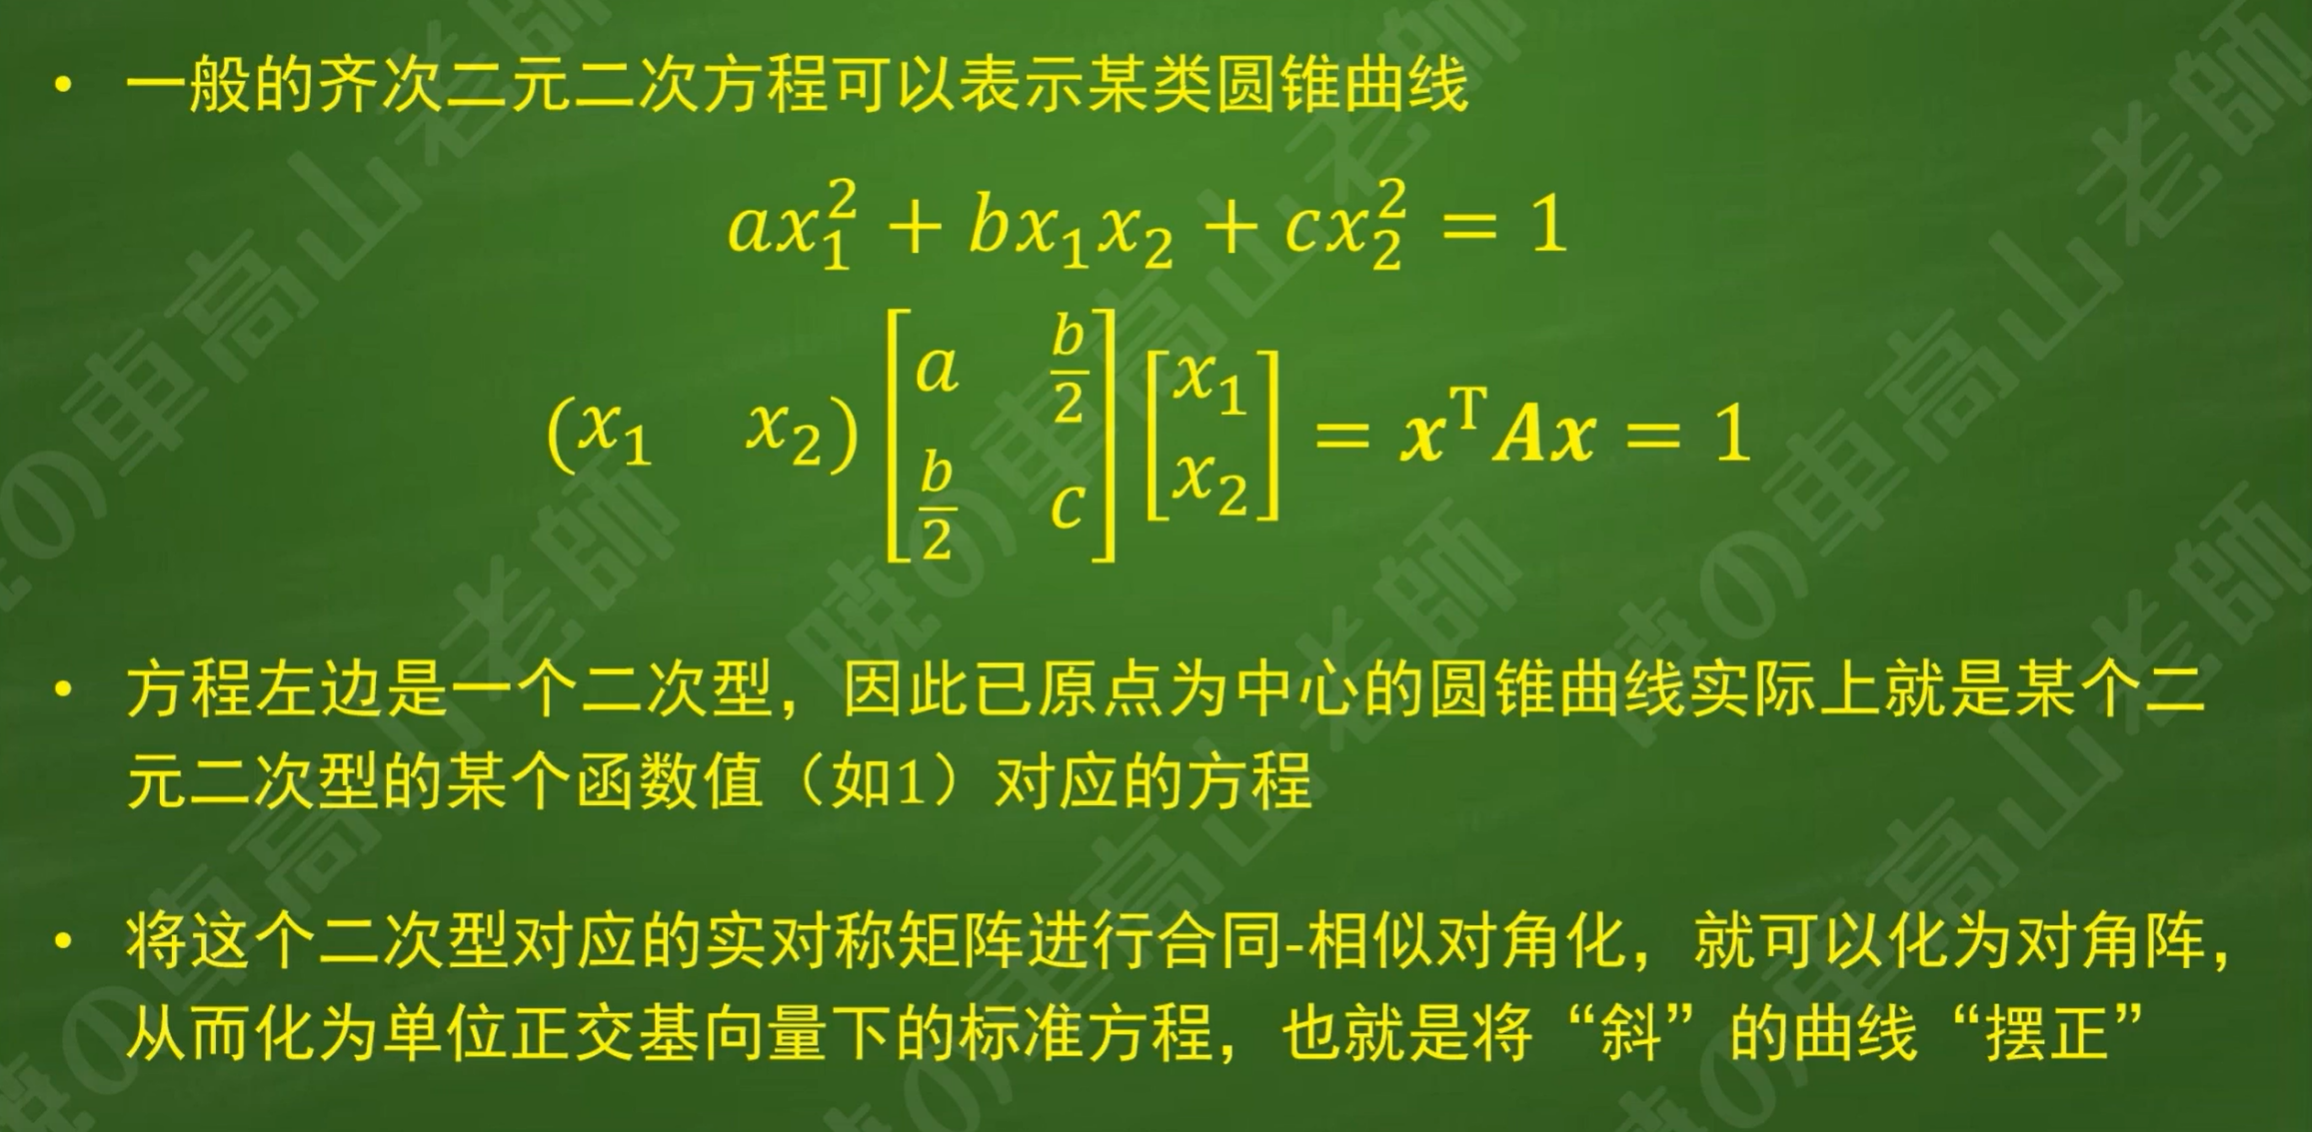 • 一般的齐次二元二次方程可以表示某类圆锥曲线
$ax_1^2 + bx_1x_2 + cx_2^2 = 1$
$(x_1 \quad x_2) \begin{bmatrix} a & \frac{b}{2} \\ \frac{b}{2} & c \end{bmatrix} \begin{bmatrix} x_1 \\ x_2 \end{bmatrix} = \boldsymbol{x}^{\mathrm{T}} \boldsymbol{A} \boldsymbol{x} = 1$
• 方程左边是一个二次型，因此已原点为中心的圆锥曲线实际上就是某个二
元二次型的某个函数值（如1）对应的方程
• 将这个二次型对应的实对称矩阵进行合同-相似对角化，就可以化为对角阵，
从而化为单位正交基向量下的标准方程，也就是将“斜”的曲线“摆正”
暁の車高山老師